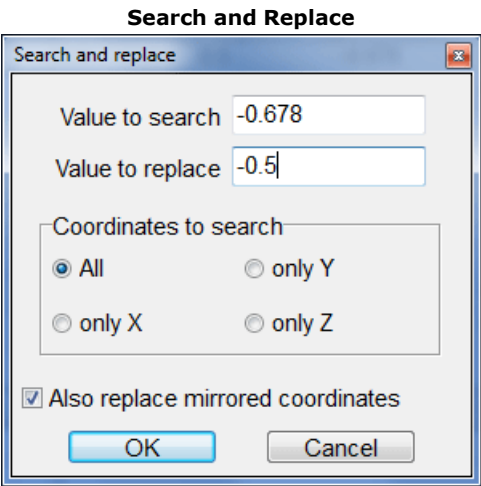 Search and Replace
Search and replace
Value to search -0.678
Value to replace -0.5
Coordinates to search
All only Y
only X only Z
Also replace mirrored coordinates
OK Cancel